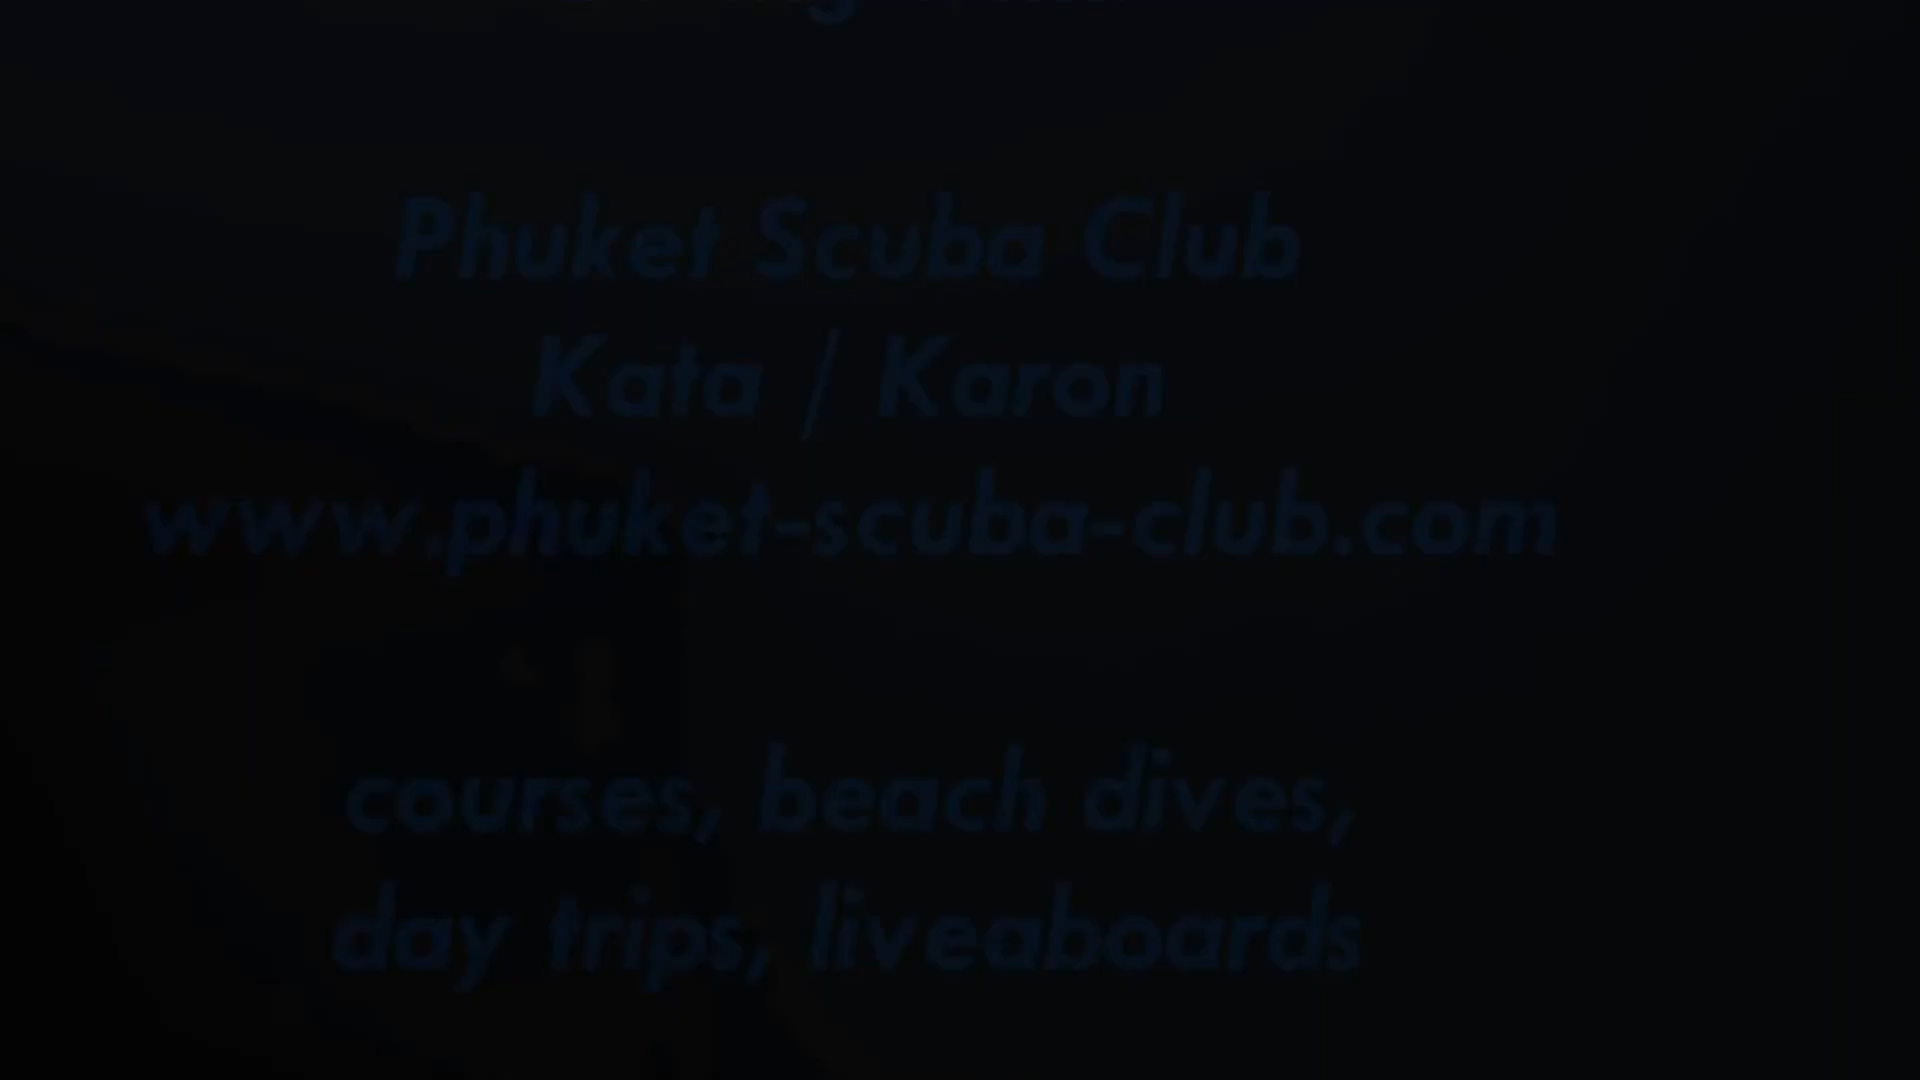 Phuket Scuba Club
Kata / Karon
www.phuket-scuba-club.com
courses, beach dives,
day trips, liveaboards